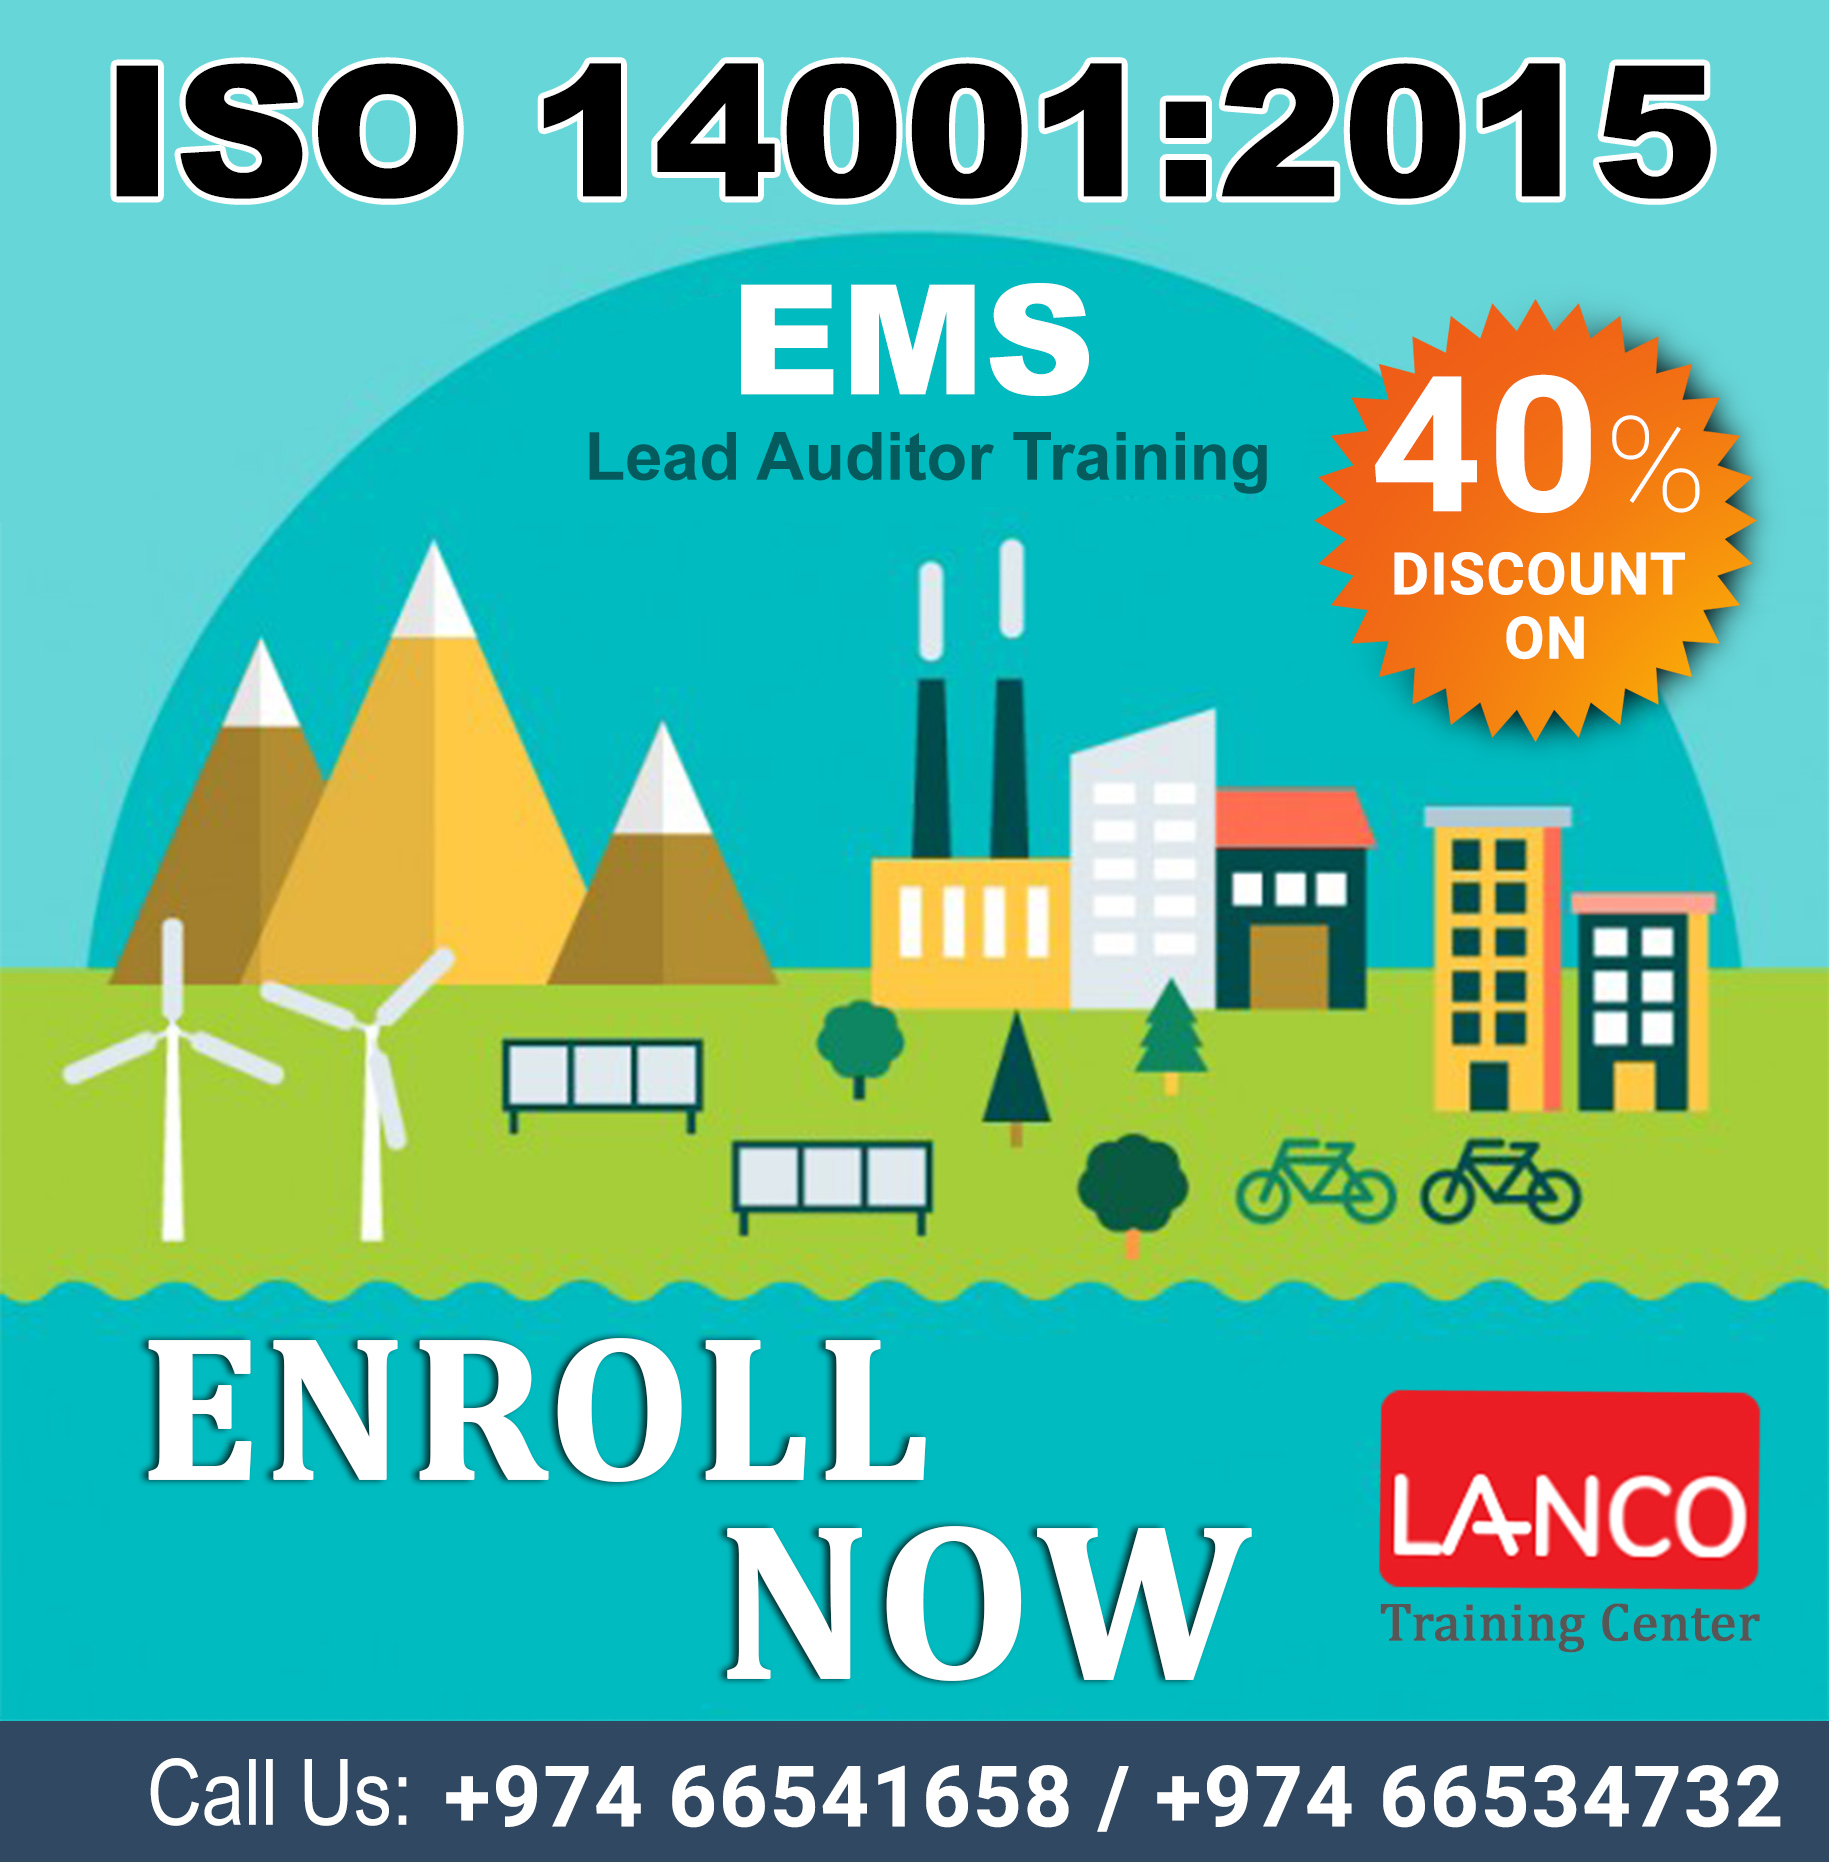 ISO 14001:2015
EMS
Lead Auditor Training
40%
DISCOUNT
ON
ENROLL
NOW
LANCO
Training Center
Call Us: +974 66541658 / +974 66534732